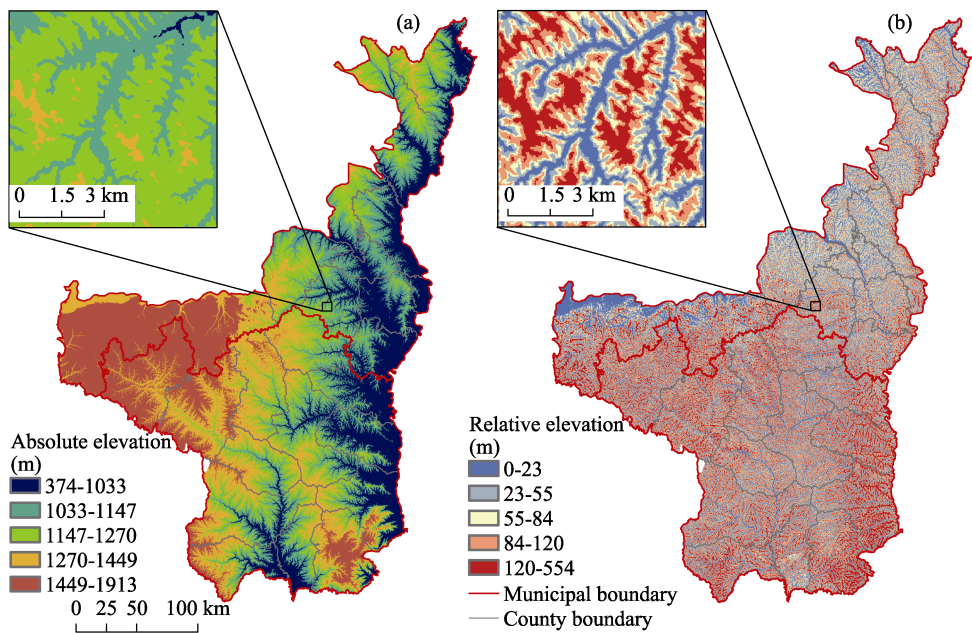 (a)
0 1.5 3 km
Absolute elevation
(m)
374-1033
1033-1147
1147-1270
1270-1449
1449-1913
0 25 50 100 km
(b)
0 1.5 3 km
Relative elevation
(m)
0-23
23-55
55-84
84-120
120-554
Municipal boundary
County boundary